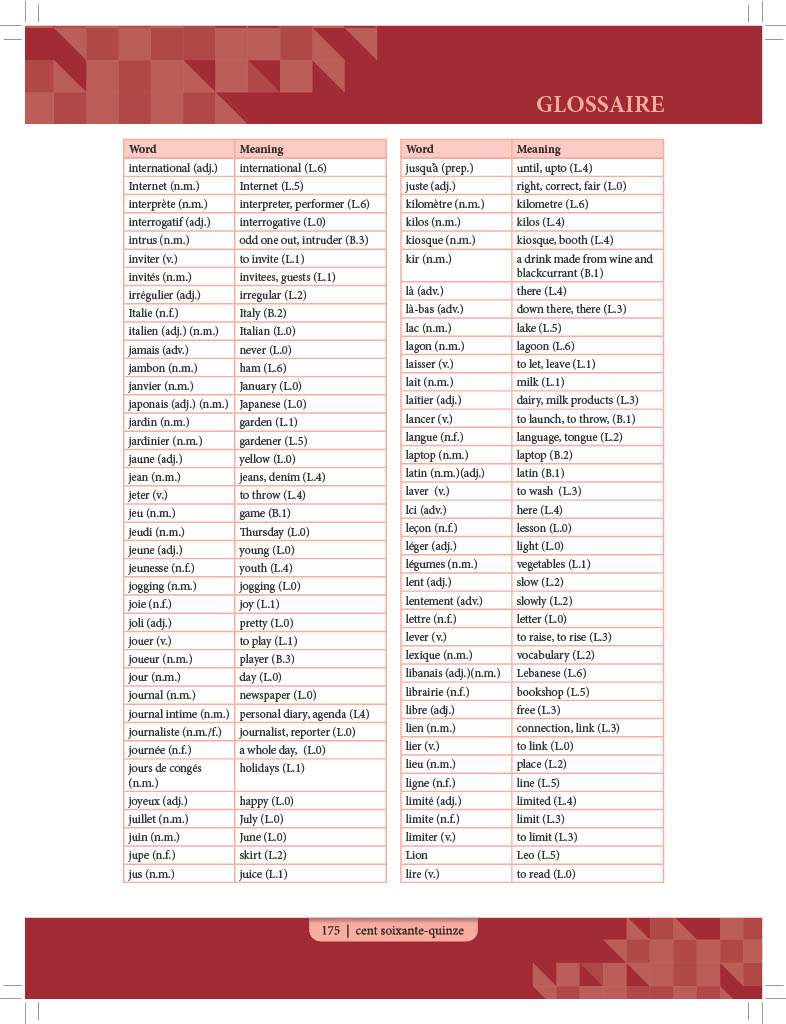 GLOSSAIRE
Word Meaning
international (adj.) international (L.6)
Internet (n.m.) Internet (L.5)
interprète (n.m.) interpreter, performer (L.6)
interrogatif (adj.) interrogative (L.0)
intrus (n.m.) odd one out, intruder (B.3)
inviter (v.) to invite (L.1)
invités (n.m.) invitees, guests (L.1)
irrégulier (adj.) irregular (L.2)
Italie (n.f.) Italy (B.2)
italien (adj.) (n.m.) Italian (L.0)
jamais (adv.) never (L.0)
jambon (n.m.) ham (L.6)
janvier (n.m.) January (L.0)
japonais (adj.) (n.m.) Japanese (L.0)
jardin (n.m.) garden (L.1)
jardinier (n.m.) gardener (L.5)
jaune (adj.) yellow (L.0)
jean (n.m.) jeans, denim (L.4)
jeter (v.) to throw (L.4)
jeu (n.m.) game (B.1)
jeudi (n.m.) Thursday (L.0)
jeune (adj.) young (L.0)
jeunesse (n.f.) youth (L.4)
jogging (n.m.) jogging (L.0)
joie (n.f.) joy (L.1)
joli (adj.) pretty (L.0)
jouer (v.) to play (L.1)
joueur (n.m.) player (B.3)
jour (n.m.) day (L.0)
journal (n.m.) newspaper (L.0)
journal intime (n.m.) personal diary, agenda (L4)
journaliste (n.m./f.) journalist, reporter (L.0)
journée (n.f.) a whole day, (L.0)
jours de congés holidays (L.1)
(n.m.)
joyeux (adj.) happy (L.0)
juillet (n.m.) July (L.0)
juin (n.m.) June (L.0)
jupe (n.f.) skirt (L.2)
jus (n.m.) juice (L.1)
Word Meaning
jusqu'à (prep.) until, upto (L.4)
juste (adj.) right, correct, fair (L.0)
kilomètre (n.m.) kilometre (L.6)
kilos (n.m.) kilos (L.4)
kiosque (n.m.) kiosque, booth (L.4)
kir (n.m.) a drink made from wine and
blackcurrant (B.1)
là (adv.) there (L.4)
là-bas (adv.) down there, there (L.3)
lac (n.m.) lake (L.5)
lagon (n.m.) lagoon (L.6)
laisser (v.) to let, leave (L.1)
lait (n.m.) milk (L.1)
laitier (adj.) dairy, milk products (L.3)
lancer (v.) to launch, to throw, (B.1)
langue (n.f.) language, tongue (L.2)
laptop (n.m.) laptop (B.2)
latin (n.m.)(adj.) latin (B.1)
laver (v.) to wash (L.3)
lci (adv.) here (L.4)
leçon (n.f.) lesson (L.0)
léger (adj.) light (L.0)
légumes (n.m.) vegetables (L.1)
lent (adj.) slow (L.2)
lentement (adv.) slowly (L.2)
lettre (n.f.) letter (L.0)
lever (v.) to raise, to rise (L.3)
lexique (n.m.) vocabulary (L.2)
libanais (adj.)(n.m.) Lebanese (L.6)
librairie (n.f.) bookshop (L.5)
libre (adj.) free (L.3)
lien (n.m.) connection, link (L.3)
lier (v.) to link (L.0)
lieu (n.m.) place (L.2)
ligne (n.f.) line (L.5)
limité (adj.) limited (L.4)
limite (n.f.) limit (L.3)
limiter (v.) to limit (L.3)
Lion Leo (L.5)
lire (v.) to read (L.0)
175 | cent soixante-quinze